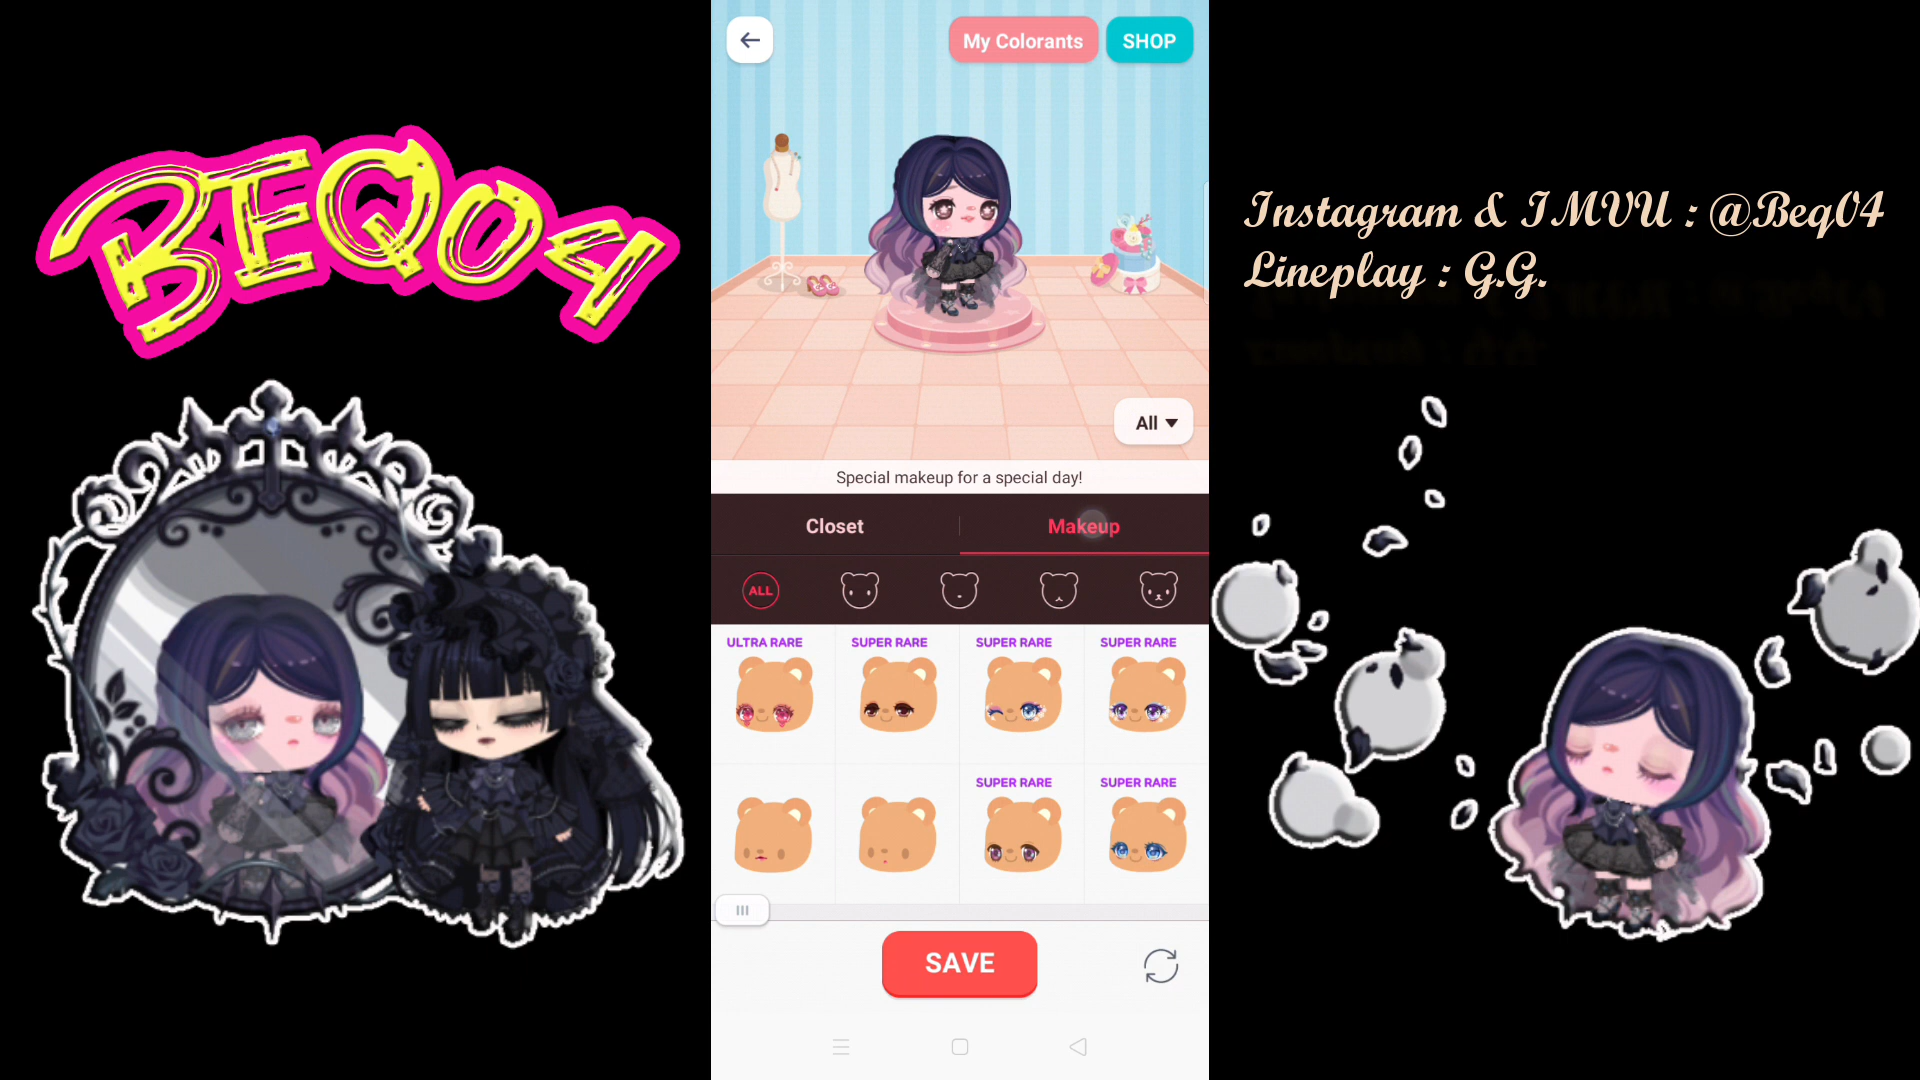 BEQ04
My Colorants
SHOP
Instagram & IMVU : @Beq04
Lineplay : G.G.
All
Special makeup for a special day!
Closet
Makeup
ALL
ULTRA RARE
SUPER RARE
SUPER RARE
SUPER RARE
SUPER RARE
SUPER RARE
SAVE